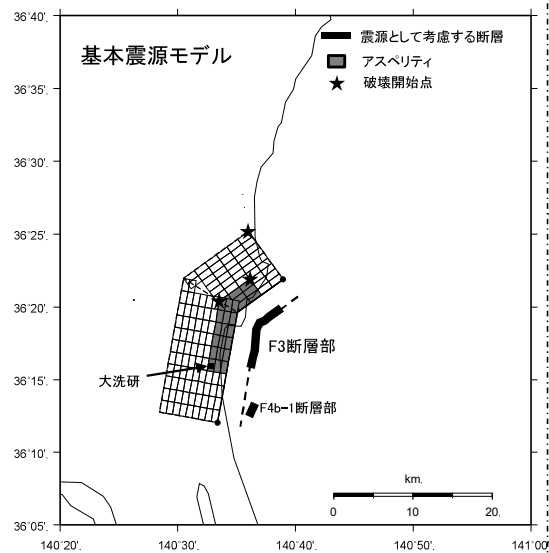 基本震源モデル
震源として考慮する断層
アスペリティ
破壊開始点
36°40'.
36°35'.
36°30'.
36°25'.
36°20'.
36°15'.
36°10'.
36°05'.
F3断層部
大洗研
F4b-1断層部
km.
0 10 20.
140°20'. 140°30'. 140°40'. 140°50'. 141°00'.